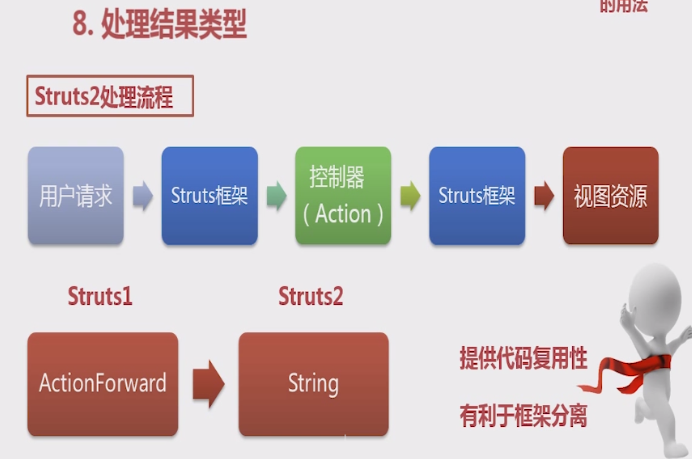 的用法
8. 处理结果类型
Struts2处理流程
用户请求
Struts框架
控制器
（Action）
Struts框架
视图资源
Struts1
Struts2
ActionForward
String
提供代码复用性
有利于框架分离